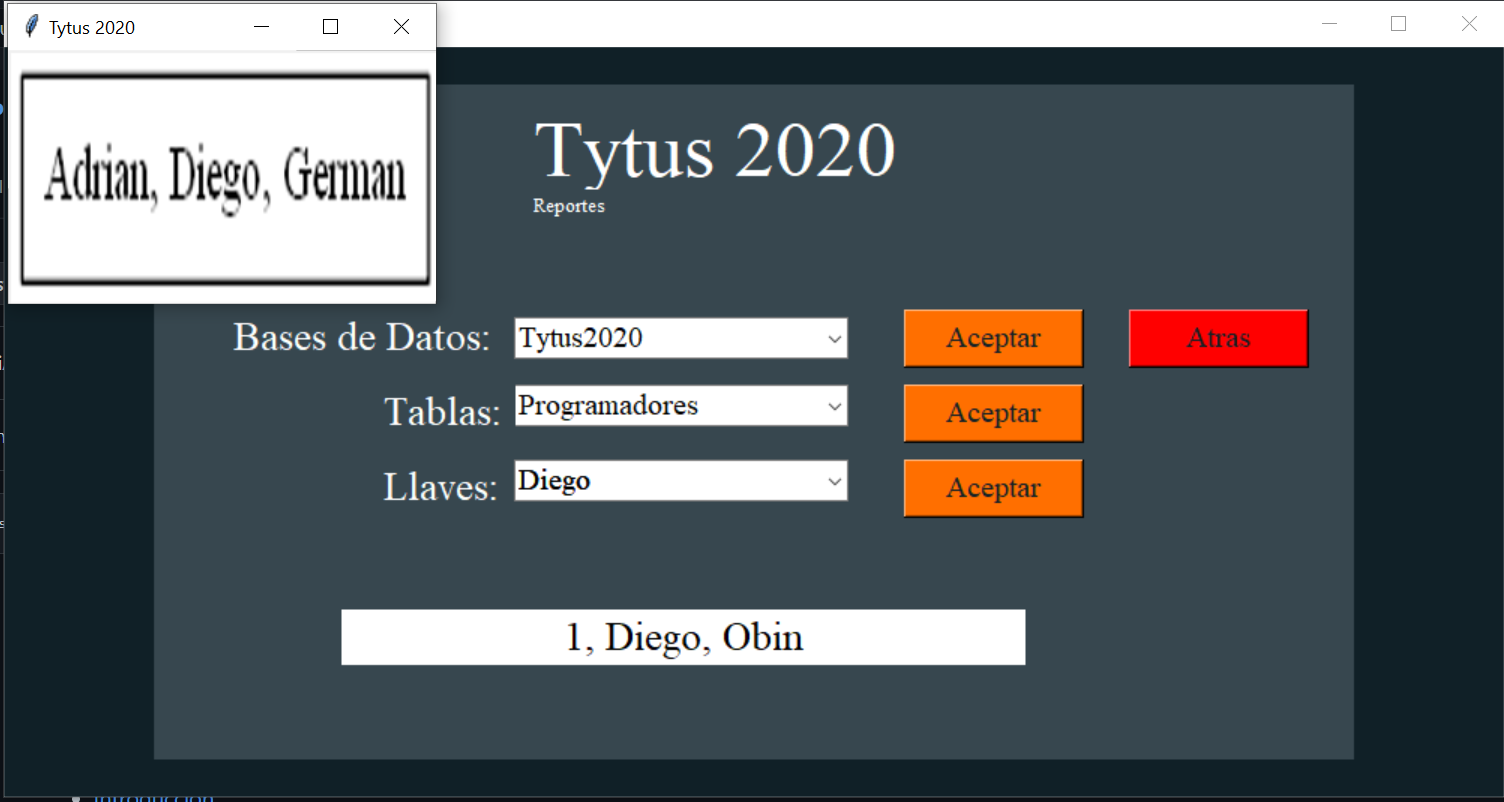 Tytus 2020
Adrian, Diego, German
Tytus 2020
Reportes
Bases de Datos: Tytus2020 Aceptar Atras
Tablas: Programadores Aceptar
Llaves: Diego Aceptar
1, Diego, Obin